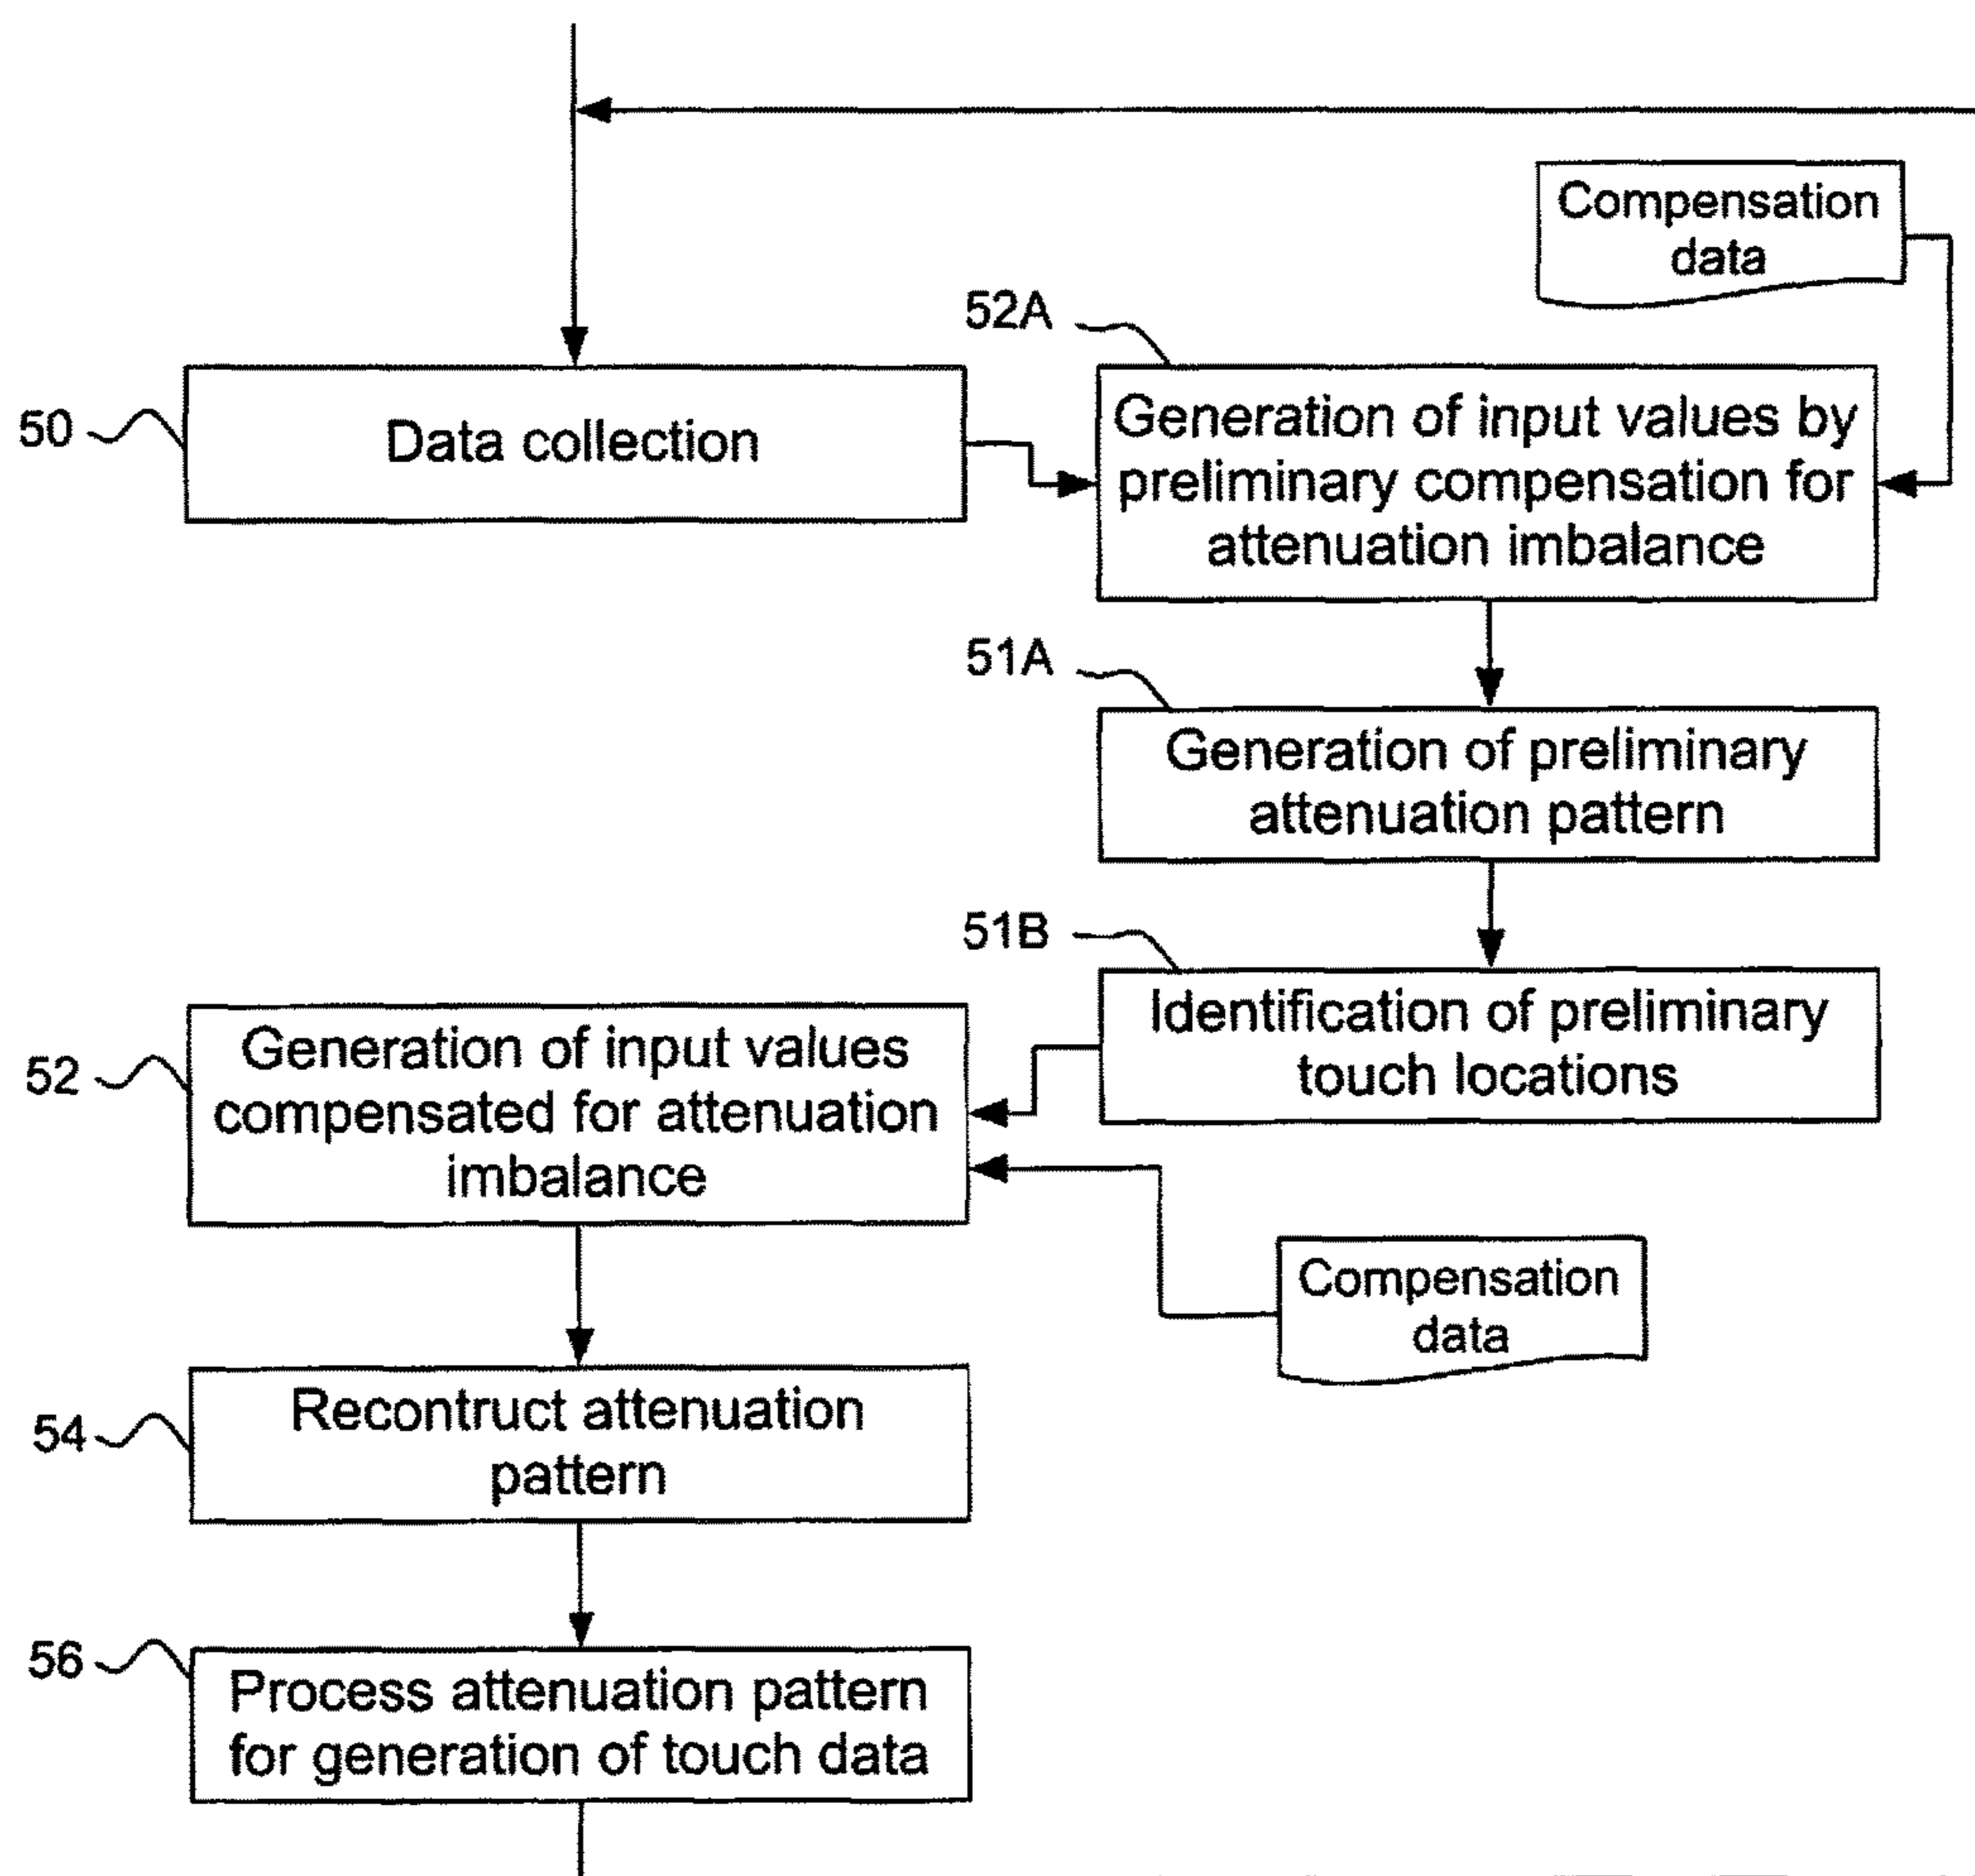 Compensation
data
52A
50
Data collection
Generation of input values by
preliminary compensation for
attenuation imbalance
51A
Generation of preliminary
attenuation pattern
51B
Identification of preliminary
touch locations
52
Generation of input values
compensated for attenuation
imbalance
Compensation
data
54
Recontruct attenuation
pattern
56
Process attenuation pattern
for generation of touch data